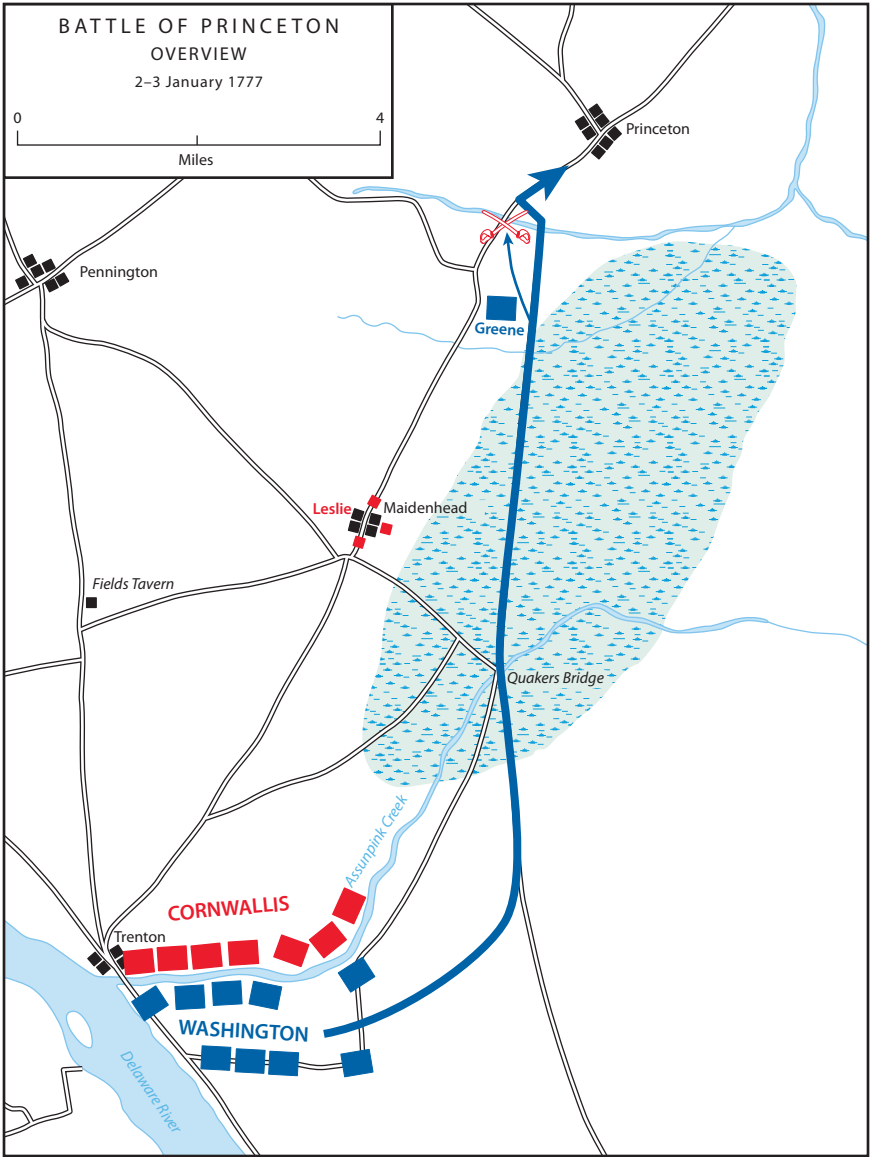 BATTLE OF PRINCETON
OVERVIEW
2–3 January 1777
0 4
Miles
Princeton
Pennington
Greene
Leslie
Maidenhead
Fields Tavern
Quakers Bridge
Assunpink Creek
CORNWALLIS
Trenton
WASHINGTON
Delaware River